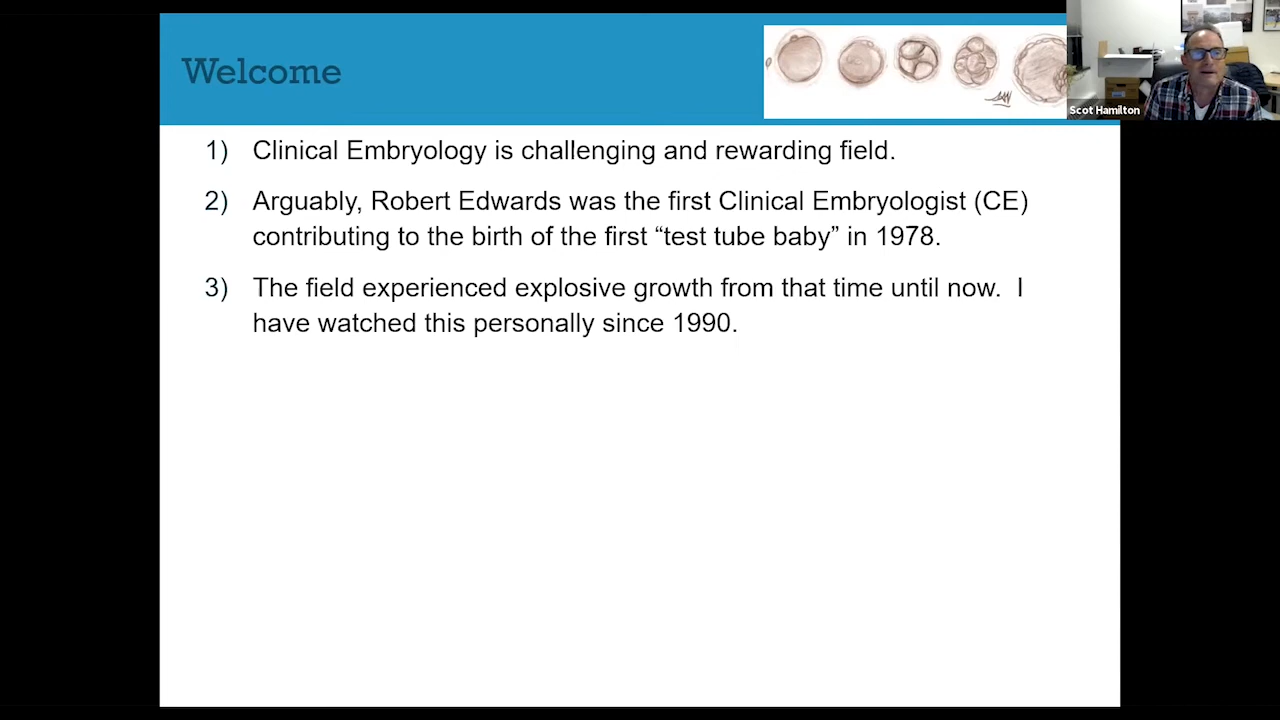 Welcome
Scot Hamilton
1) Clinical Embryology is challenging and rewarding field.
2) Arguably, Robert Edwards was the first Clinical Embryologist (CE)
contributing to the birth of the first “test tube baby” in 1978.
3) The field experienced explosive growth from that time until now. I
have watched this personally since 1990.